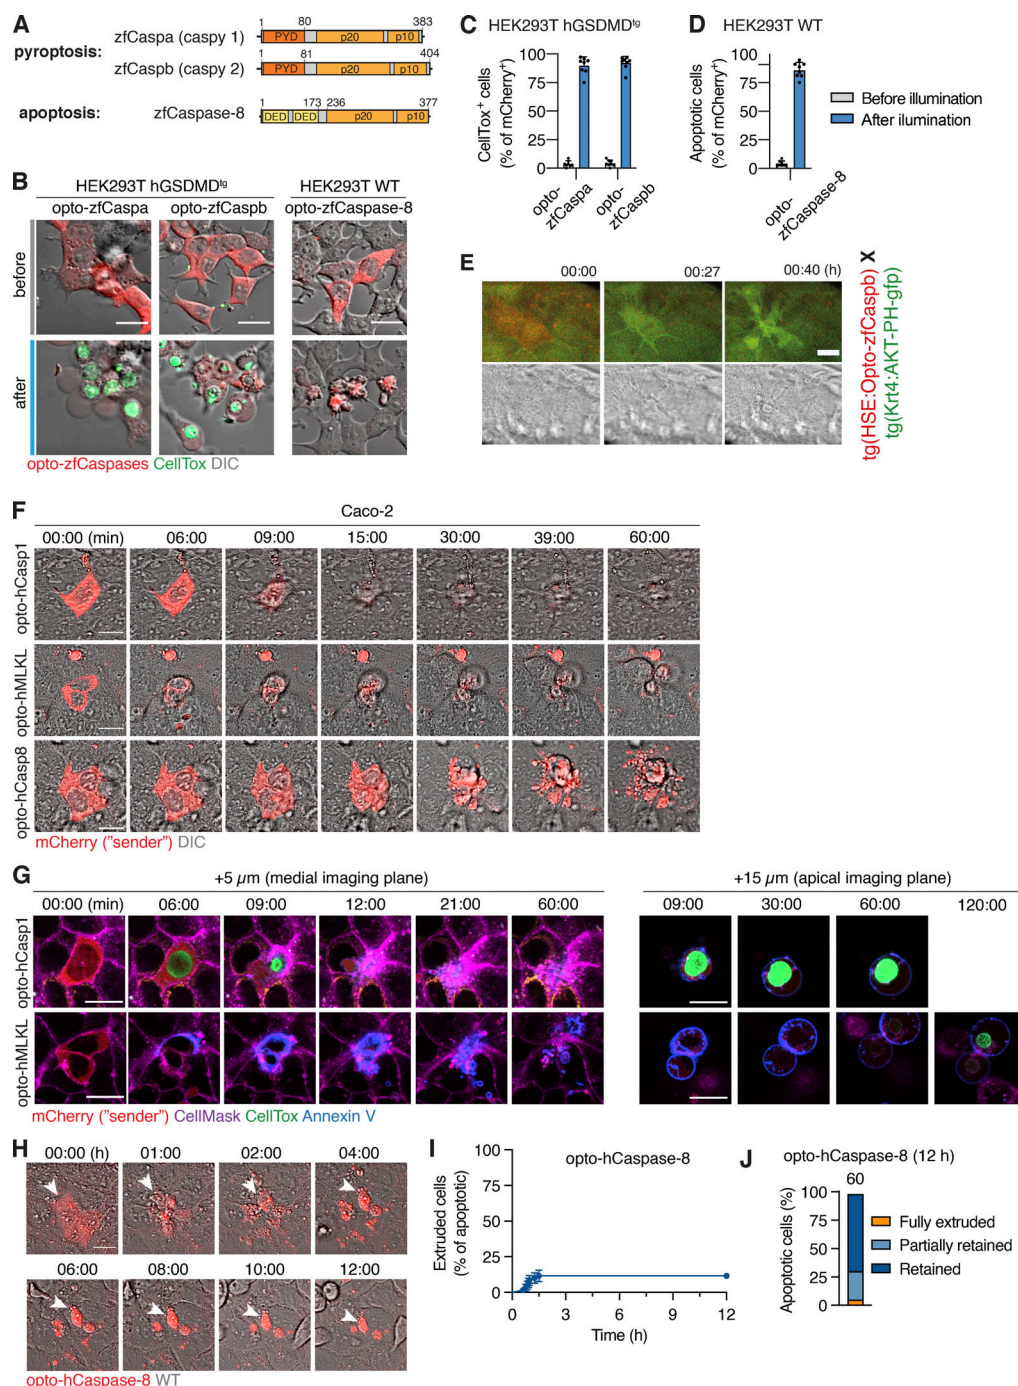 A
pyroptosis:
1 80 383
zfCaspa (caspy 1) PYD p20 p10
1 81 404
zfCaspb (caspy 2) PYD p20 p10
apoptosis:
1 173 236 377
zfCaspase-8 DED DED p20 p10
B
HEK293T hGSDMDtg HEK293T WT
opto-zfCaspa opto-zfCaspb opto-zfCaspase-8
before
after
opto-zfCaspases CellTox DIC
C HEK293T hGSDMDtg
CellTox+ cells
(% of mCherry+)
100
75
50
25
0
opto-
zfCaspa
opto-
zfCaspb
D HEK293T WT
Apoptotic cells
(% of mCherry+)
100
75
50
25
0
opto-
zfCaspase-8
Before illumination
After ilumination
E
00:00 00:27 00:40 (h)
tg(HSE:Opto-zfCaspb) X
tg(Krt4:AKT-PH-gfp)
F
Caco-2
00:00 (min) 06:00 09:00 15:00 30:00 39:00 60:00
opto-hCasp1
opto-hMLKL
opto-hCasp8
mCherry ("sender") DIC
G
+5 µm (medial imaging plane) +15 µm (apical imaging plane)
00:00 (min) 06:00 09:00 12:00 21:00 60:00 09:00 30:00 60:00 120:00
opto-hCasp1
opto-hMLKL
mCherry ("sender") CellMask CellTox Annexin V
H
00:00 (h) 01:00 02:00 04:00
06:00 08:00 10:00 12:00
opto-hCaspase-8 WT
I
opto-hCaspase-8
Extruded cells
(% of apoptotic)
100
75
50
25
0
0 3 6 9 12
Time (h)
J
opto-hCaspase-8 (12 h)
60
Apoptotic cells (%)
100
75
50
25
0
Fully extruded
Partially retained
Retained